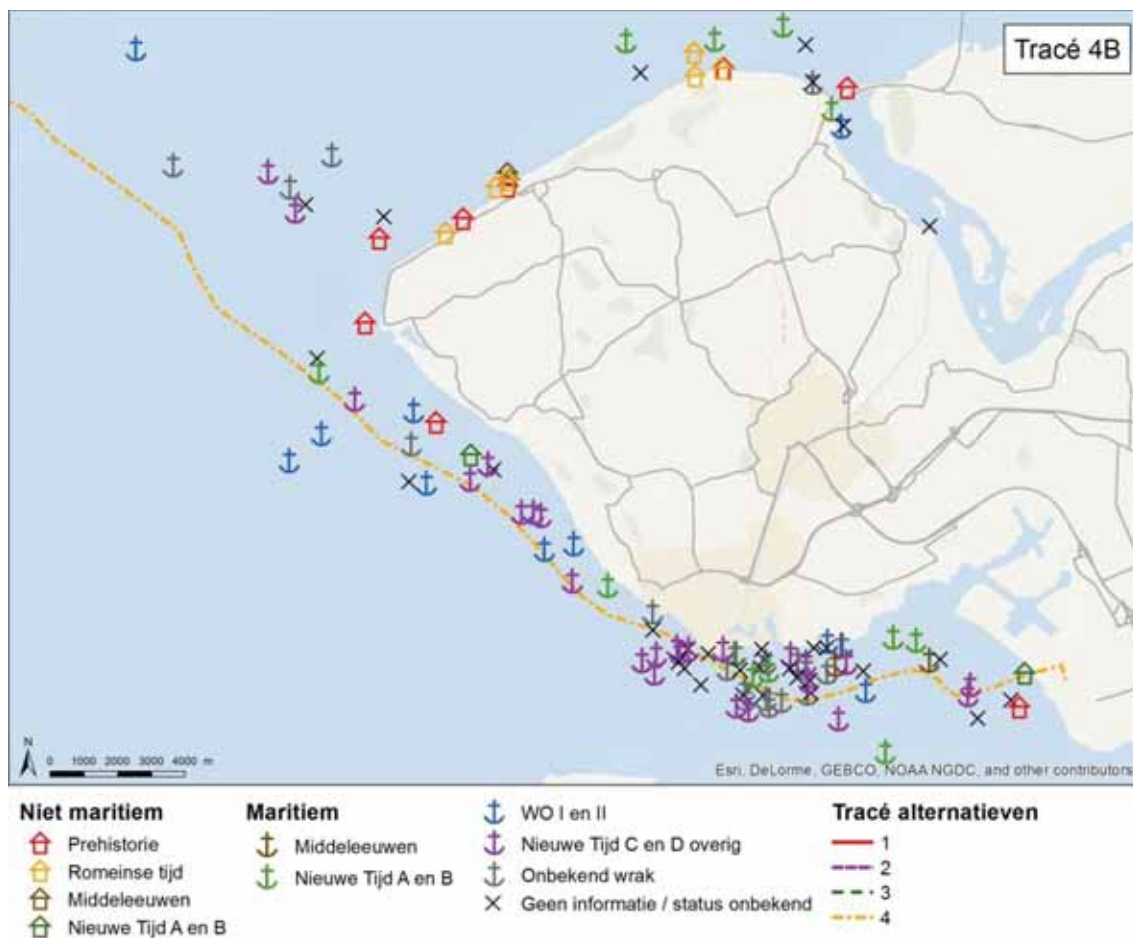 Tracé 4B
N
0 1000 2000 3000 4000 m
Esri, DeLorme, GEBCO, NOAA NGDC, and other contributors
Niet maritiem
Prehistorie
Romeinse tijd
Middeleeuwen
Nieuwe Tijd A en B
Maritiem
Middeleeuwen
Nieuwe Tijd A en B
WO I en II
Nieuwe Tijd C en D overig
Onbekend wrak
Geen informatie / status onbekend
Tracé alternatieven
1
2
3
4